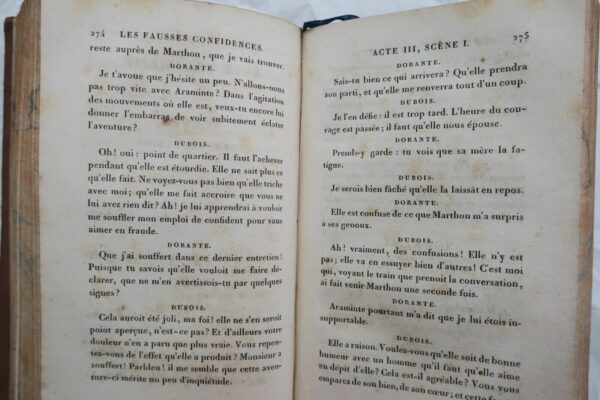 274 LES FAUSSES CONFIDENCES.
reste auprès de Marthon, que je vais trouver.
DORANTE.
Je t'avoue que j'hésite un peu. N'allons-nous
pas trop vite avec Araminte? Dans l'agitation
des mouvements où elle est, veux-tu encore lui
donner l'embarras de voir subitement éclater
l'aventure?
DUBOIS.
Oh! oui: point de quartier. Il faut l'achever
pendant qu'elle est étourdie. Elle ne sait plus ce
qu'elle fait. Ne voyez-vous pas bien qu'elle triche
avec moi; qu'elle me fait accroire que vous ne
lui avez rien dit? Ah! je lui apprendrai à vouloir
me souffler mon emploi de confident pour vous
aimer en fraude.
DORANTE.
Que j'ai souffert dans ce dernier entretien!
Puisque tu savois qu'elle vouloit me faire dé-
clarer, que ne m'en avertissois-tu par quelques
signes?
DUBOIS.
Cela auroit été joli, ma foi! elle ne s'en seroit
point aperçue, n'est-ce pas? Et d'ailleurs votre
douleur n'en a paru que plus vraie. Vous repen-
tez-vous de l'effet qu'elle a produit? Monsieur a
souffert! Parbleu! il me semble que cette aven-
ture-ci mérite un peu d'inquiétude.
ACTE III, SCÈNE I. 275
DORANTE.
Sais-tu bien ce qui arrivera? Qu'elle prendra
son parti, et qu'elle me renverra tout d'un coup.
DUBOIS.
Je l'en défie: il est trop tard. L'heure du cou-
rage est passée; il faut qu'elle nous épouse.
DORANTE.
Prends-y garde: tu vois que sa mère la fa-
tigue.
DUBOIS.
Je serois bien fâché qu'elle la laissât en repos.
DORANTE.
Elle est confuse de ce que Marthon m'a surpris
à ses genoux.
DUBOIS.
Ah! vraiment, des confusions! Elle n'y est
pas; elle va en essuyer bien d'autres! C'est moi
qui, voyant le train que prenoit la conversation,
ai fait venir Marthon une seconde fois.
DORANTE.
Araminte pourtant m'a dit que je lui étois in-
supportable.
DUBOIS.
Elle a raison. Voulez-vous qu'elle soit de bonne
humeur avec un homme qu'il faut qu'elle aime
en dépit d'elle? Cela est-il agréable? Vous vous
emparez de son bien, de son cœur; et cette